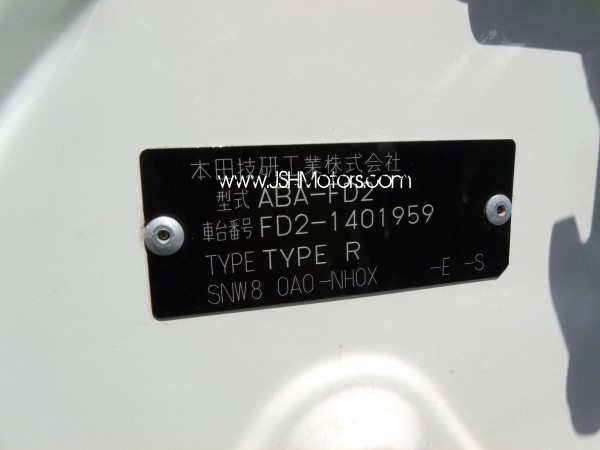 本田技研工業株式会社
www.JSHMotors.com
型式 ABA-FD2
車台番号 FD2-1401959
TYPE TYPE R
SNW8 0A0-NH0X -E -S